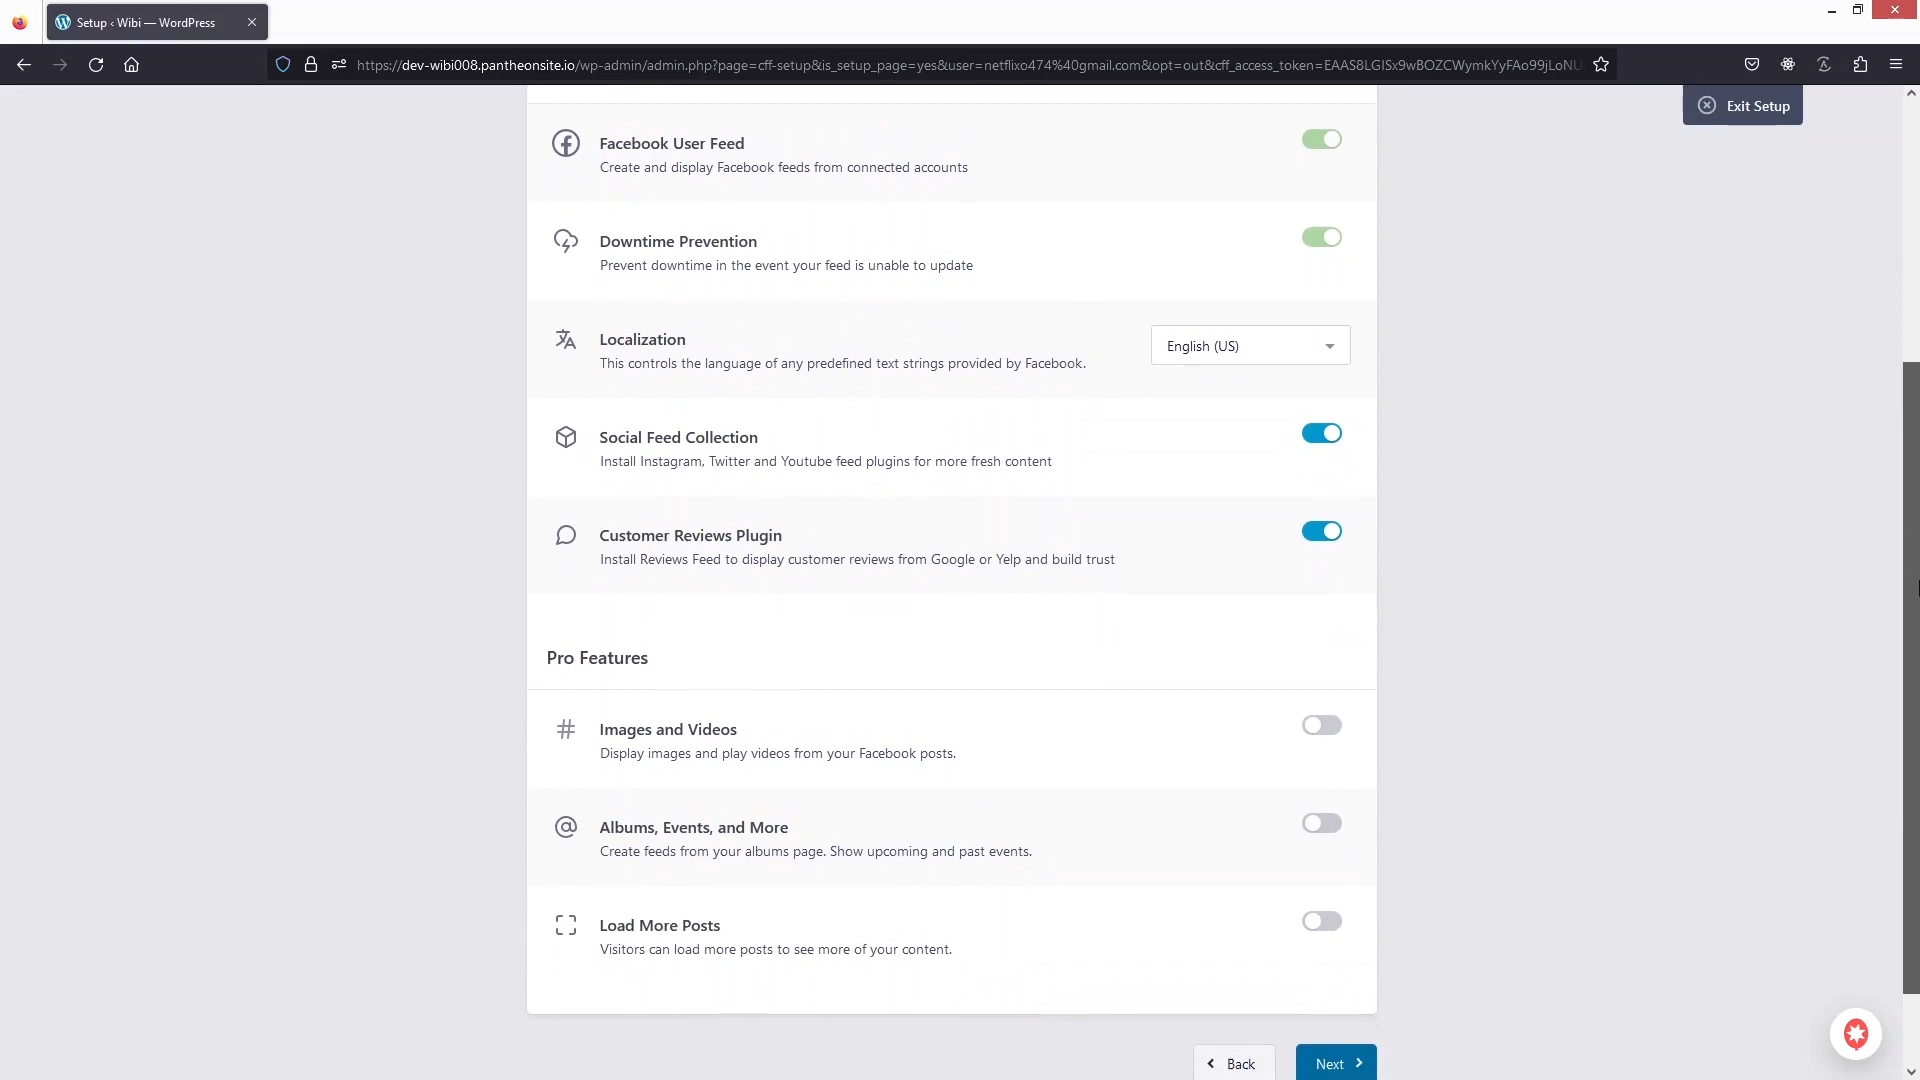 Setup ‹ Wibi — WordPress
https://dev-wibi008.pantheonsite.io/wp-admin/admin.php?page=cff-setup&is_setup_page=yes&user=netflixo474%40gmail.com&opt=out&cff_access_token=EAAS8LGISx9wBOZCWymkYyFAo99jLoNU
Exit Setup
Facebook User Feed
Create and display Facebook feeds from connected accounts
Downtime Prevention
Prevent downtime in the event your feed is unable to update
Localization
This controls the language of any predefined text strings provided by Facebook.
English (US)
Social Feed Collection
Install Instagram, Twitter and Youtube feed plugins for more fresh content
Customer Reviews Plugin
Install Reviews Feed to display customer reviews from Google or Yelp and build trust
Pro Features
Images and Videos
Display images and play videos from your Facebook posts.
Albums, Events, and More
Create feeds from your albums page. Show upcoming and past events.
Load More Posts
Visitors can load more posts to see more of your content.
Back
Next